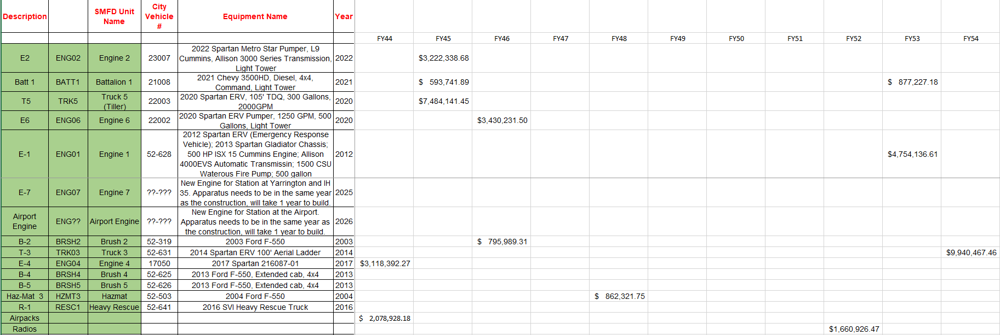 Description SMFD Unit Name City Vehicle # Equipment Name Year
FY44 FY45 FY46 FY47 FY48 FY49 FY50 FY51 FY52 FY53 FY54
E2 ENG02 Engine 2 23007 2022 Spartan Metro Star Pumper, L9 Cummins, Allison 3000 Series Transmission, Light Tower 2022 $3,222,338.68
Batt 1 BATT1 Battalion 1 21008 2021 Chevy 3500HD, Diesel, 4x4, Command, Light Tower 2021 $ 593,741.89 $ 877,227.18
T5 TRK5 Truck 5 (Tiller) 22003 2020 Spartan ERV, 105' TDQ, 300 Gallons, 2000GPM 2020 $7,484,141.45
E6 ENG06 Engine 6 22002 2020 Spartan ERV Pumper, 1250 GPM, 500 Gallons, Light Tower 2020 $3,430,231.50
E-1 ENG01 Engine 1 52-628 2012 Spartan ERV (Emergency Response Vehicle); 2013 Spartan Gladiator Chassis; 500 HP ISX 15 Cummins Engine; Allison 4000EVS Automatic Transmissin; 1500 CSU Waterous Fire Pump; 500 gallon 2012 $4,754,136.61
E-7 ENG07 Engine 7 ??-??? New Engine for Station at Yarrington and IH 35. Apparatus needs to be in the same year as the construction, will take 1 year to build. 2025
Airport Engine ENG?? Airport Engine ??-??? New Engine for Station at the Airport. Apparatus needs to be in the same year as the construction, will take 1 year to build. 2026
B-2 BRSH2 Brush 2 52-319 2003 Ford F-550 2003 $ 795,989.31
T-3 TRK03 Truck 3 52-631 2014 Spartan ERV 100' Aerial Ladder 2014 $9,940,467.46
E-4 ENG04 Engine 4 17050 2017 Spartan 216087-01 2017 $3,118,392.27
B-4 BRSH4 Brush 4 52-625 2013 Ford F-550, Extended cab, 4x4 2013
B-5 BRSH5 Brush 5 52-626 2013 Ford F-550, Extended cab, 4x4 2013
Haz-Mat 3 HZMT3 Hazmat 52-503 2004 Ford F-550 2004 $ 862,321.75
R-1 RESC1 Heavy Rescue 52-641 2016 SVI Heavy Rescue Truck 2016
Airpacks $ 2,078,928.18
Radios $1,660,926.47